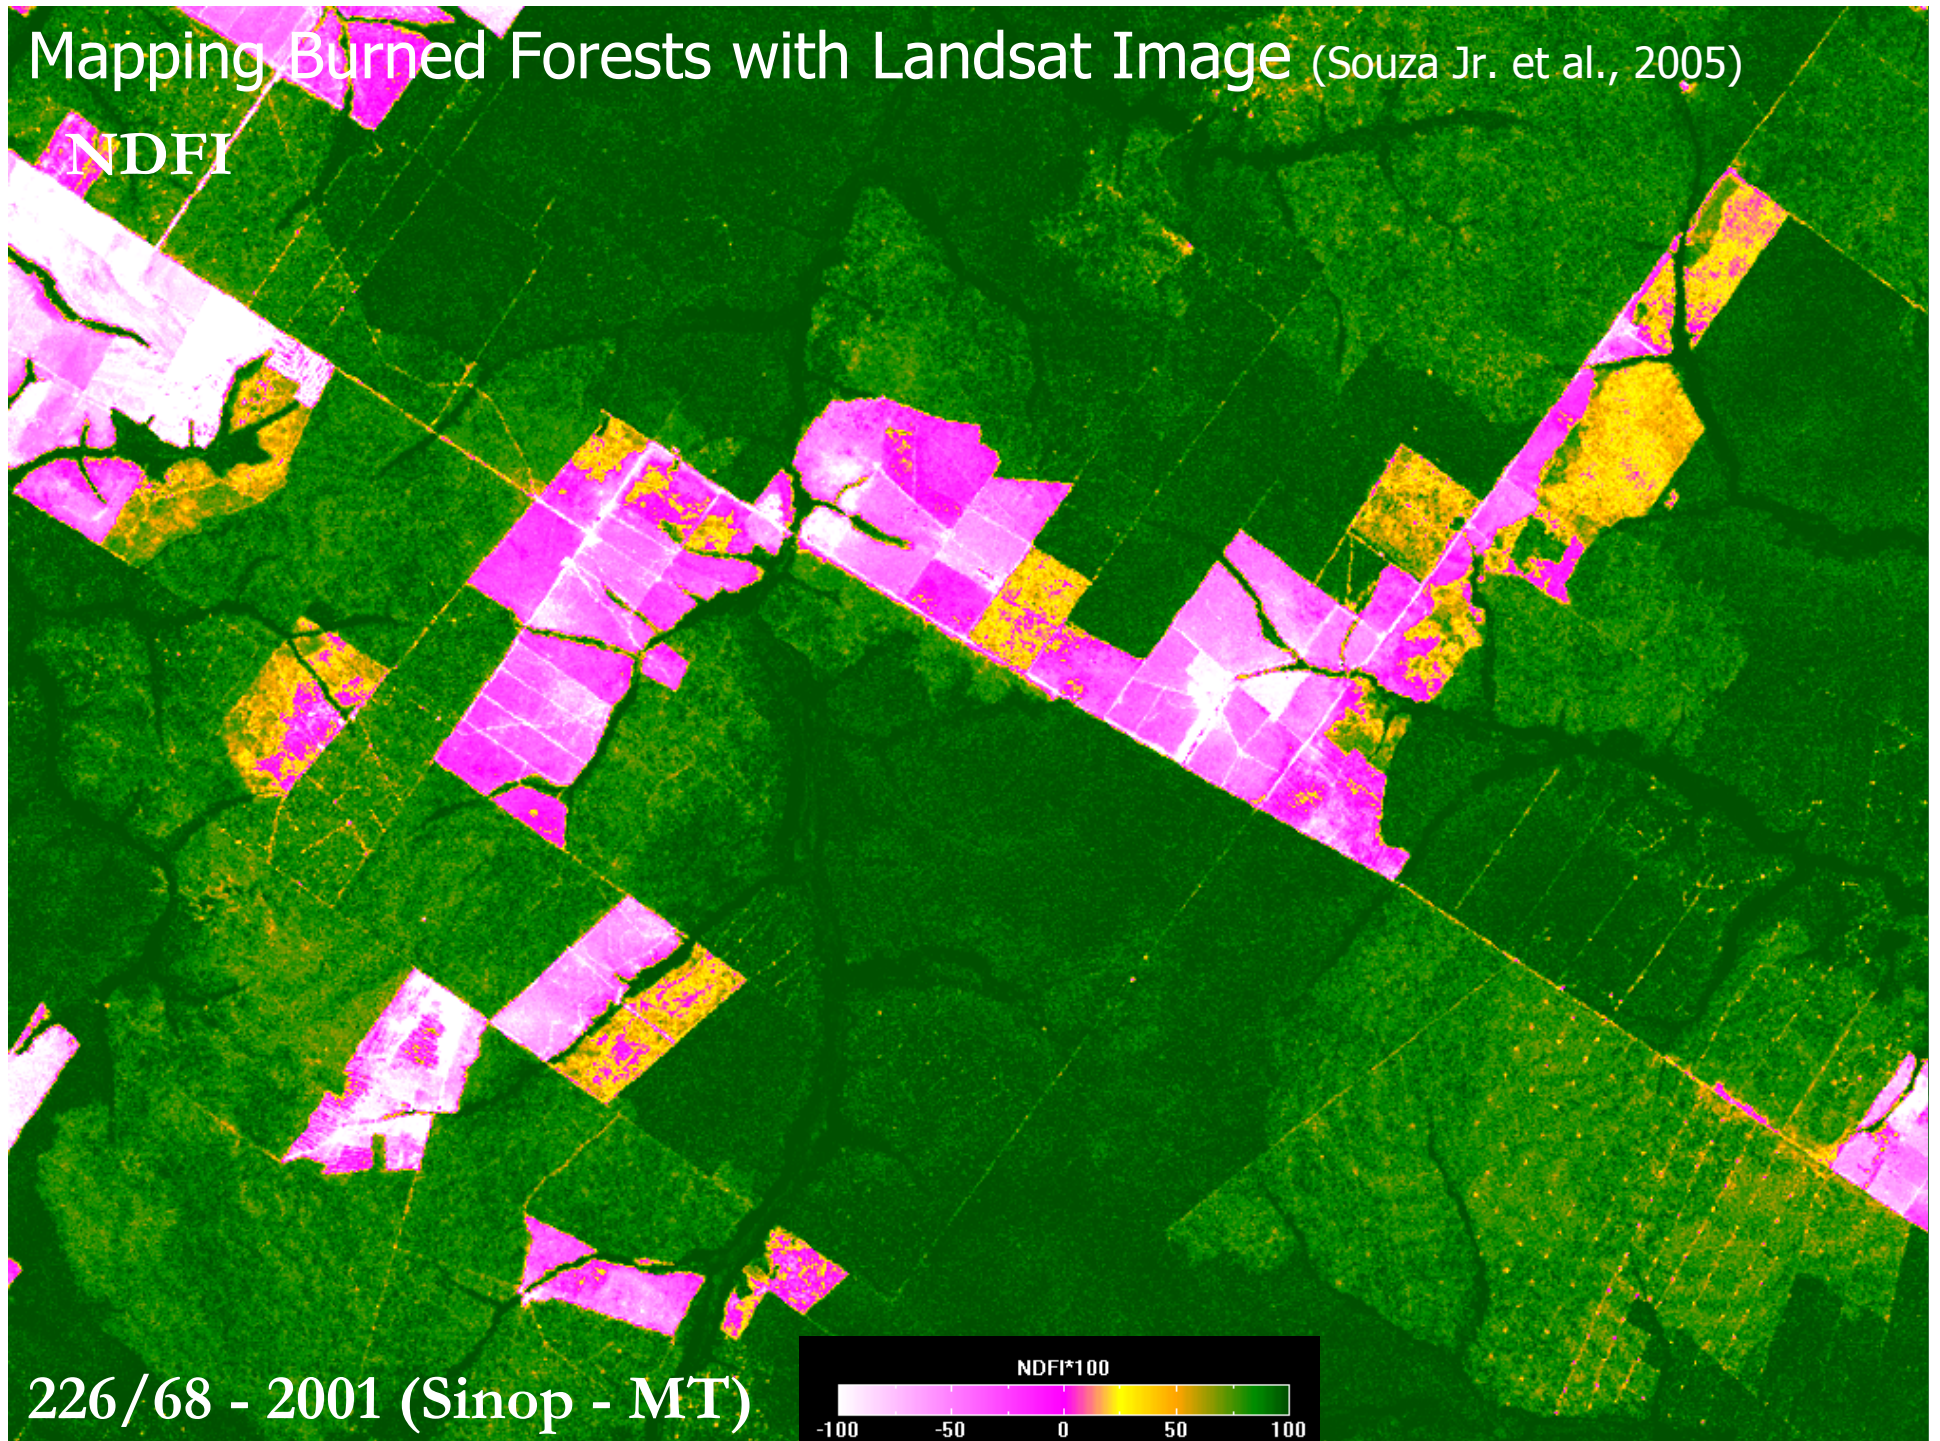 Mapping Burned Forests with Landsat Image (Souza Jr. et al., 2005)
NDFI
226/68 - 2001 (Sinop - MT)
NDFI*100
-100 -50 0 50 100